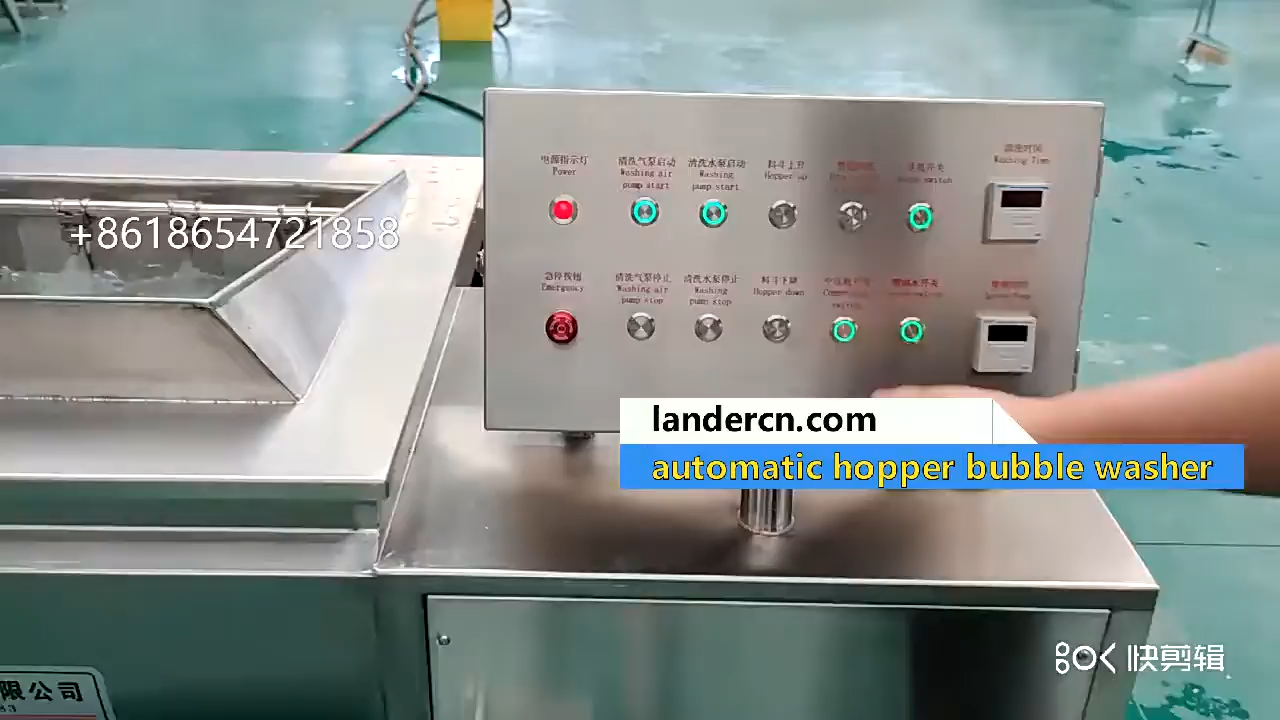 电源指示灯
Power
清洗气泵启动
Washing air
pump start
清洗水泵启动
Washing
pump start
料斗上升
Hopper up
清洗时间
Washing Time
switch
+8618654721858
急停按钮
Emergency
清洗气泵停止
Washing air
pump stop
清洗水泵停止
Washing
pump stop
料斗下降
Hopper down
landercn.com
automatic hopper bubble washer
快剪辑
限公司